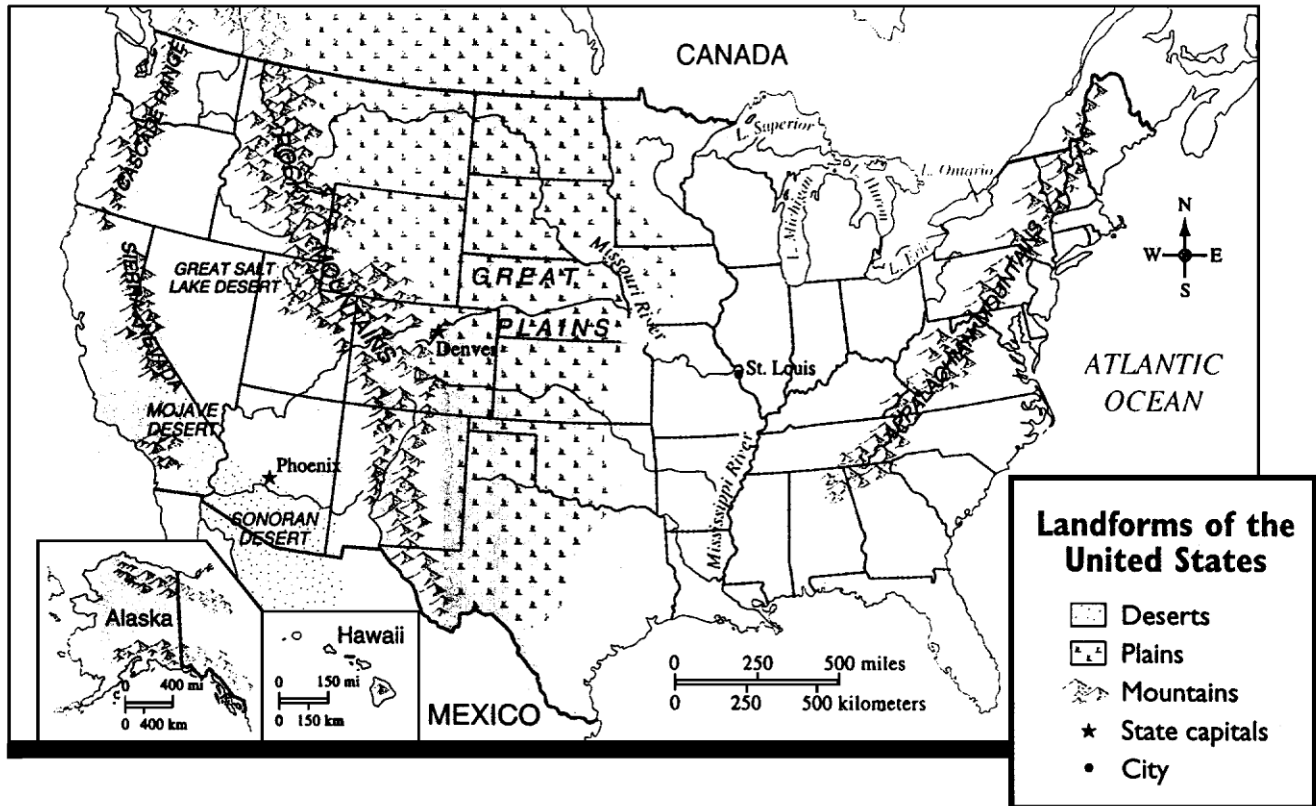 CANADA
CASCADE RANGE
ROCKY MOUNTAINS
L. Superior
L. Michigan
L. Huron
L. Ontario
L. Erie
N
W E
S
SIERRA NEVADA
GREAT SALT
LAKE DESERT
GREAT
PLAINS
Missouri River
Denver
St. Louis
APPALACHIAN MOUNTAINS
ATLANTIC
OCEAN
MOJAVE
DESERT
Phoenix
SONORAN
DESERT
Mississippi River
Alaska
0 400 mi
0 400 km
Hawaii
0 150 mi
0 150 km
MEXICO
0 250 500 miles
0 250 500 kilometers
Landforms of the
United States
Deserts
Plains
Mountains
State capitals
City